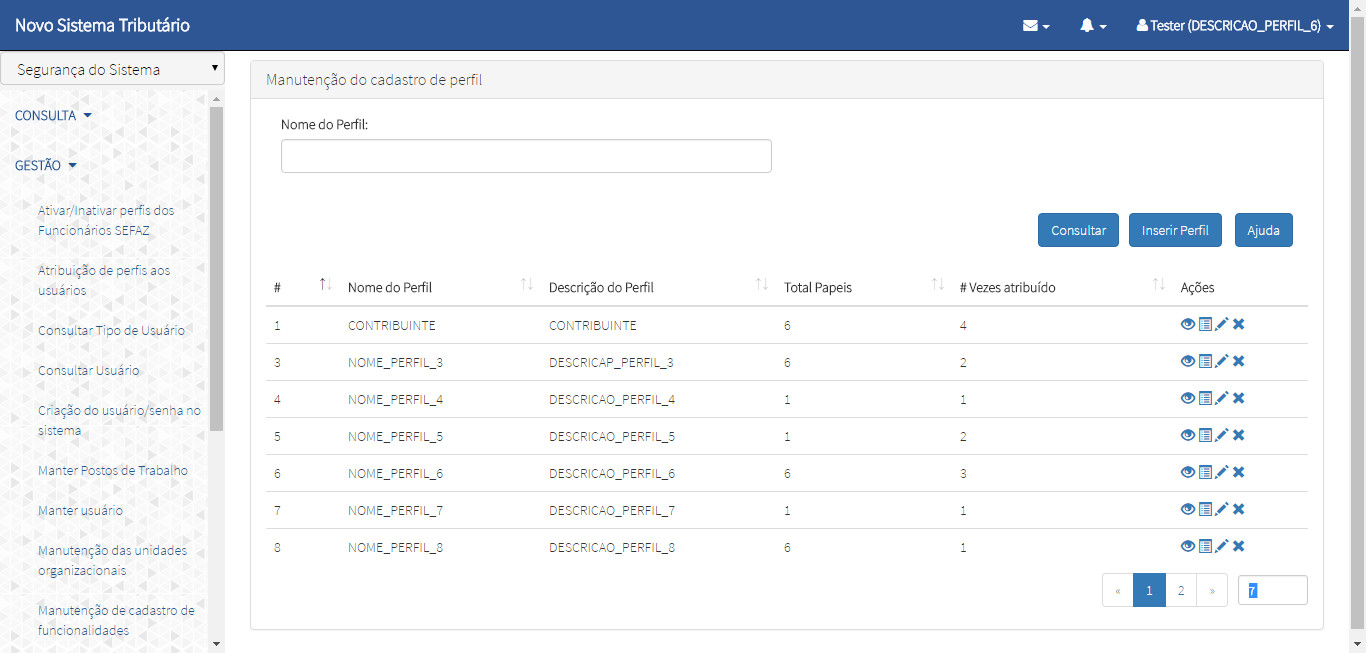 Novo Sistema Tributário
Tester (DESCRICAO_PERFIL_6)
Segurança do Sistema
CONSULTA
GESTÃO
Ativar/Inativar perfis dos
Funcionários SEFAZ
Atribuição de perfis aos
usuários
Consultar Tipo de Usuário
Consultar Usuário
Criação do usuário/senha no
sistema
Manter Postos de Trabalho
Manter usuário
Manutenção das unidades
organizacionais
Manutenção de cadastro de
funcionalidades
Manutenção do cadastro de perfil
Nome do Perfil:
Consultar Inserir Perfil Ajuda
# Nome do Perfil Descrição do Perfil Total Papeis # Vezes atribuído Ações
1 CONTRIBUINTE CONTRIBUINTE 6 4
3 NOME_PERFIL_3 DESCRICAP_PERFIL_3 6 2
4 NOME_PERFIL_4 DESCRICAO_PERFIL_4 1 1
5 NOME_PERFIL_5 DESCRICAO_PERFIL_5 1 2
6 NOME_PERFIL_6 DESCRICAO_PERFIL_6 6 3
7 NOME_PERFIL_7 DESCRICAO_PERFIL_7 1 1
8 NOME_PERFIL_8 DESCRICAO_PERFIL_8 6 1
« 1 2 » 7